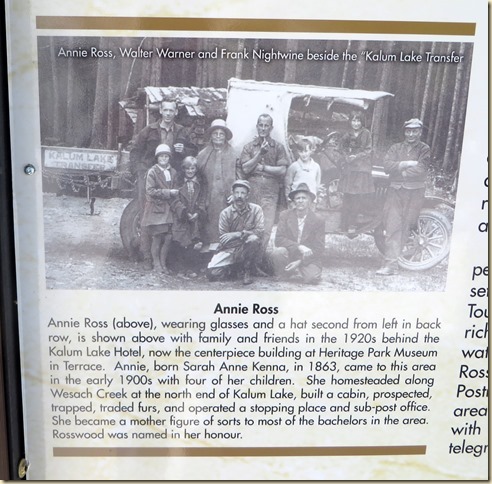 Annie Ross, Walter Warner and Frank Nightwine beside the "Kalum Lake Transfer
KALUM LAKE
TRANSFER
Annie Ross
Annie Ross (above), wearing glasses and a hat second from left in back
row, is shown above with family and friends in the 1920s behind the
Kalum Lake Hotel, now the centerpiece building at Heritage Park Museum
in Terrace. Annie, born Sarah Anne Kenna, in 1863, came to this area
in the early 1900s with four of her children. She homesteaded along
Wesach Creek at the north end of Kalum Lake, built a cabin, prospected,
trapped, traded furs, and operated a stopping place and sub-post office.
She became a mother figure of sorts to most of the bachelors in the area.
Rosswood was named in her honour.
pe
set
Tou
rich
wat
Ross
Post
area
with
telegr